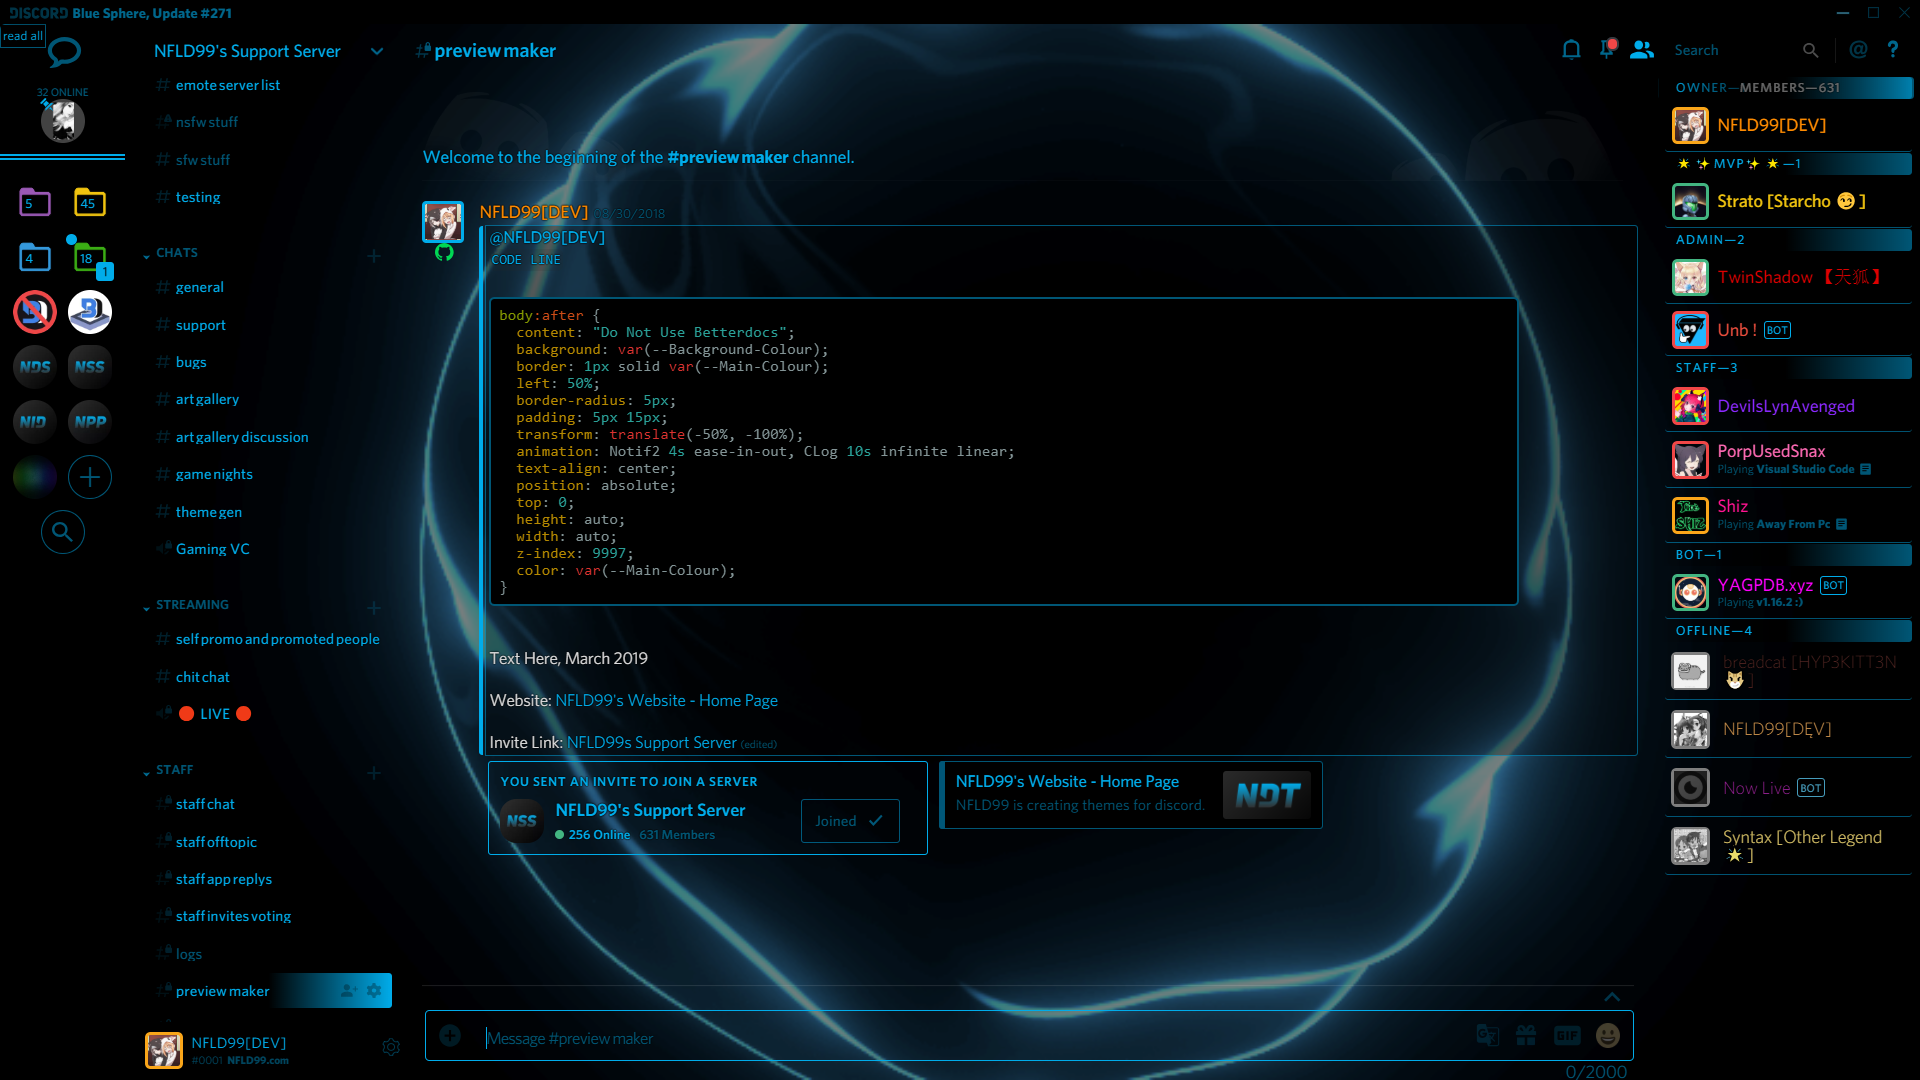 DISCORD Blue Sphere, Update #271
read all
32 ONLINE
5
45
4
18
1
NDS
NSS
NID
NPP
NFLD99's Support Server
emote server list
nsfw stuff
sfw stuff
testing
CHATS
general
support
bugs
art gallery
art gallery discussion
game nights
theme gen
Gaming VC
STREAMING
self promo and promoted people
chit chat
🔴 LIVE 🔴
STAFF
staff chat
staff offtopic
staff app replys
staff invites voting
logs
preview maker
NFLD99[DEV]
#0001 NFLD99.com
# preview maker
Search
@ ?
Welcome to the beginning of the #preview maker channel.
NFLD99[DEV] 08/30/2018
@NFLD99[DEV]
CODE LINE
body:after {
content: "Do Not Use Betterdocs";
background: var(--Background-Colour);
border: 1px solid var(--Main-Colour);
left: 50%;
border-radius: 5px;
padding: 5px 15px;
transform: translate(-50%, -100%);
animation: Notif2 4s ease-in-out, CLog 10s infinite linear;
text-align: center;
position: absolute;
top: 0;
height: auto;
width: auto;
z-index: 9997;
color: var(--Main-Colour);
}
Text Here, March 2019
Website: NFLD99's Website - Home Page
Invite Link: NFLD99s Support Server (edited)
YOU SENT AN INVITE TO JOIN A SERVER
NSS
NFLD99's Support Server
256 Online 631 Members
Joined
NFLD99's Website - Home Page
NFLD99 is creating themes for discord.
NDT
Message #preview maker
GIF
0/2000
OWNER—MEMBERS—631
NFLD99[DEV]
🌟 ✨ MVP ✨ 🌟—1
Strato [Starcho 😏 ]
ADMIN—2
TwinShadow 【天狐】
Unb ! BOT
STAFF—3
DevilsLynAvenged
PorpUsedSnax
Playing Visual Studio Code
The SHIZ
Shiz
Playing Away From Pc
BOT—1
YAGPDB.xyz BOT
Playing v1.16.2 :)
OFFLINE—4
breadcat [HYP3KITT3N
🐱 ]
NFLD99[DẸV]
Now Live BOT
Syntax [Other Legend
🌟 ]